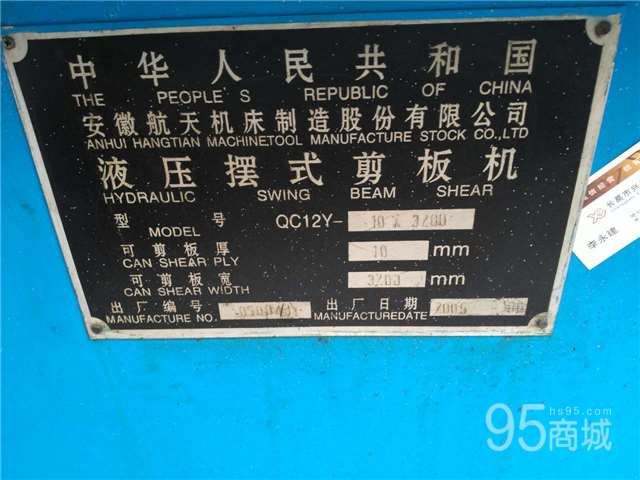 中华人民共和国
THE PEOPLE'S REPUBLIC OF CHINA
安徽航天机床制造股份有限公司
ANHUI HANGTIAN MACHINETOOL MANUFACTURE STOCK CO.,LTD
液压摆式剪板机
HYDRAULIC SWING BEAM SHEAR
型号 QC12Y- 10 X 3200
MODEL
可剪板厚 10 mm
CAN SHEAR PLY
可剪板宽 3200 mm
CAN SHEAR WIDTH
出厂编号 出厂日期 2005
MANUFACTURE NO. MANUFACTUREDATE
李永建
hs95.com
95商城